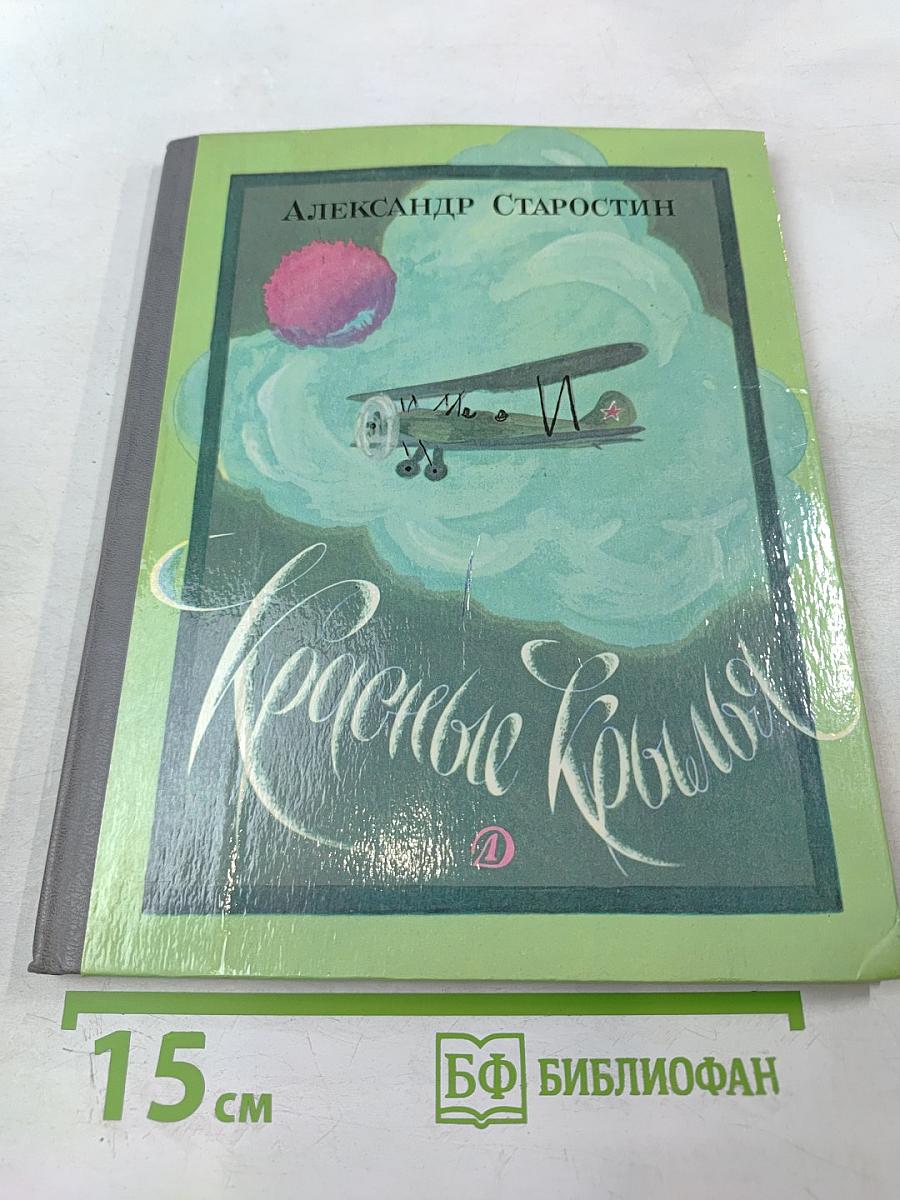 Александр Старостин
Красные Крылья
Д
15 см
БФ БИБЛИОФАН